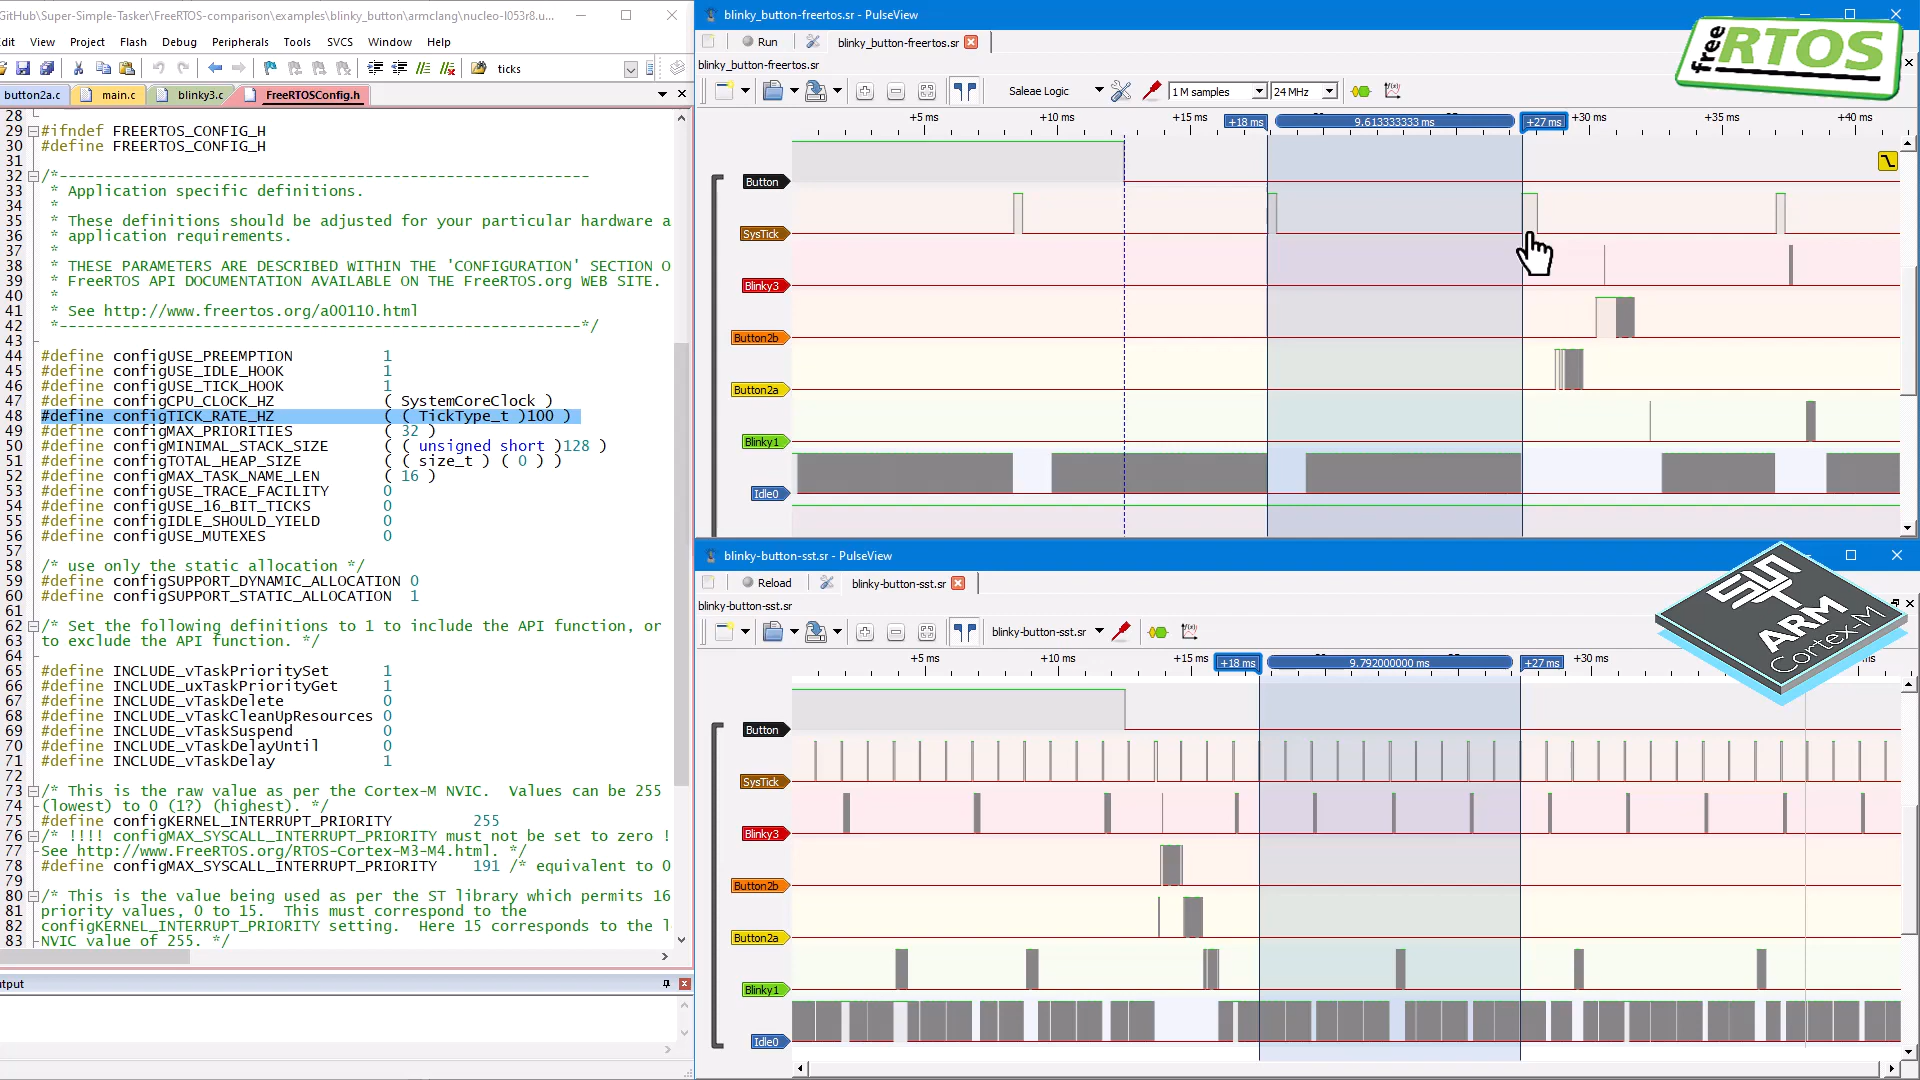 GitHub\Super-Simple-Tasker\FreeRTOS-comparison\examples\blinky_button\armclang\nucleo-l053r8.u...
dit View Project Flash Debug Peripherals Tools SVCS Window Help
ticks
button2a.c main.c blinky3.c FreeRTOSConfig.h
28
29 #ifndef FREERTOS_CONFIG_H
30 #define FREERTOS_CONFIG_H
31
32 /*----------------------------------------------------------
33 * Application specific definitions.
34 *
35 * These definitions should be adjusted for your particular hardware a
36 * application requirements.
37 *
38 * THESE PARAMETERS ARE DESCRIBED WITHIN THE 'CONFIGURATION' SECTION O
39 * FreeRTOS API DOCUMENTATION AVAILABLE ON THE FreeRTOS.org WEB SITE.
40 *
41 * See http://www.freertos.org/a00110.html
42 *----------------------------------------------------------*/
43
44 #define configUSE_PREEMPTION 1
45 #define configUSE_IDLE_HOOK 1
46 #define configUSE_TICK_HOOK 1
47 #define configCPU_CLOCK_HZ ( SystemCoreClock )
48 #define configTICK_RATE_HZ ( ( TickType_t )100 )
49 #define configMAX_PRIORITIES ( 32 )
50 #define configMINIMAL_STACK_SIZE ( ( unsigned short )128 )
51 #define configTOTAL_HEAP_SIZE ( ( size_t ) ( 0 ) )
52 #define configMAX_TASK_NAME_LEN ( 16 )
53 #define configUSE_TRACE_FACILITY 0
54 #define configUSE_16_BIT_TICKS 0
55 #define configIDLE_SHOULD_YIELD 0
56 #define configUSE_MUTEXES 0
57
58 /* use only the static allocation */
59 #define configSUPPORT_DYNAMIC_ALLOCATION 0
60 #define configSUPPORT_STATIC_ALLOCATION 1
61
62 /* Set the following definitions to 1 to include the API function, or
63 to exclude the API function. */
64
65 #define INCLUDE_vTaskPrioritySet 1
66 #define INCLUDE_uxTaskPriorityGet 1
67 #define INCLUDE_vTaskDelete 0
68 #define INCLUDE_vTaskCleanUpResources 0
69 #define INCLUDE_vTaskSuspend 0
70 #define INCLUDE_vTaskDelayUntil 0
71 #define INCLUDE_vTaskDelay 1
72
73 /* This is the raw value as per the Cortex-M NVIC. Values can be 255
74 (lowest) to 0 (1?) (highest). */
75 #define configKERNEL_INTERRUPT_PRIORITY 255
76 /* !!!! configMAX_SYSCALL_INTERRUPT_PRIORITY must not be set to zero !
77 See http://www.FreeRTOS.org/RTOS-Cortex-M3-M4.html. */
78 #define configMAX_SYSCALL_INTERRUPT_PRIORITY 191 /* equivalent to 0
79
80 /* This is the value being used as per the ST library which permits 16
81 priority values, 0 to 15. This must correspond to the
82 configKERNEL_INTERRUPT_PRIORITY setting. Here 15 corresponds to the l
83 NVIC value of 255. */
utput
blinky_button-freertos.sr - PulseView
Run blinky_button-freertos.sr
blinky_button-freertos.sr
Saleae Logic 1 M samples 24 MHz
free RTOS
+5 ms +10 ms +15 ms +18 ms 9.613333333 ms +27 ms +30 ms +35 ms +40 ms
Button
SysTick
Blinky3
Button2b
Button2a
Blinky1
Idle0
blinky-button-sst.sr - PulseView
Reload blinky-button-sst.sr
blinky-button-sst.sr
blinky-button-sst.sr
SST
ARM
Cortex-M
+5 ms +10 ms +15 ms +18 ms 9.792000000 ms +27 ms +30 ms ms
Button
SysTick
Blinky3
Button2b
Button2a
Blinky1
Idle0